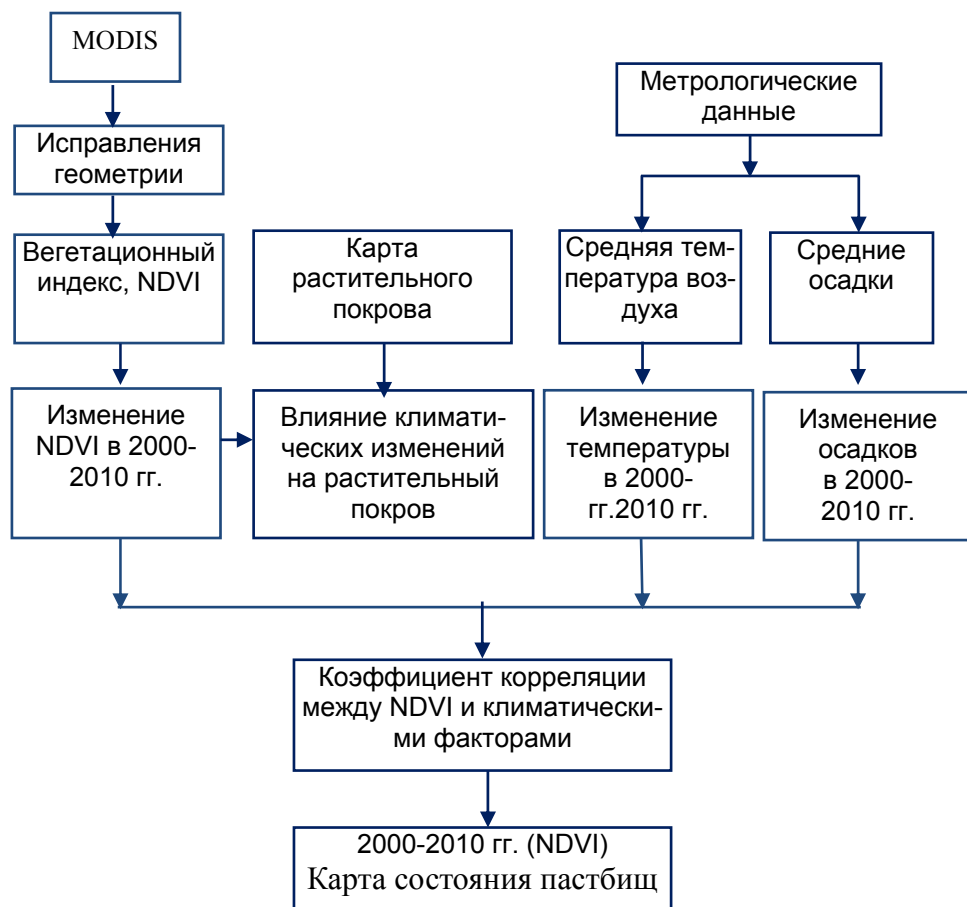 MODIS
Исправления
геометрии
Вегетационный
индекс, NDVI
Карта
растительного
покрова
Метрологические
данные
Средняя тем-
пература воз-
духа
Средние
осадки
Изменение
NDVI в 2000-
2010 гг.
Влияние климати-
ческих изменений
на растительный
покров
Изменение
температуры
в 2000-
гг.2010 гг.
Изменение
осадков
в 2000-
2010 гг.
Коэффициент корреляции
между NDVI и климатически-
ми факторами
2000-2010 гг. (NDVI)
Карта состояния пастбищ